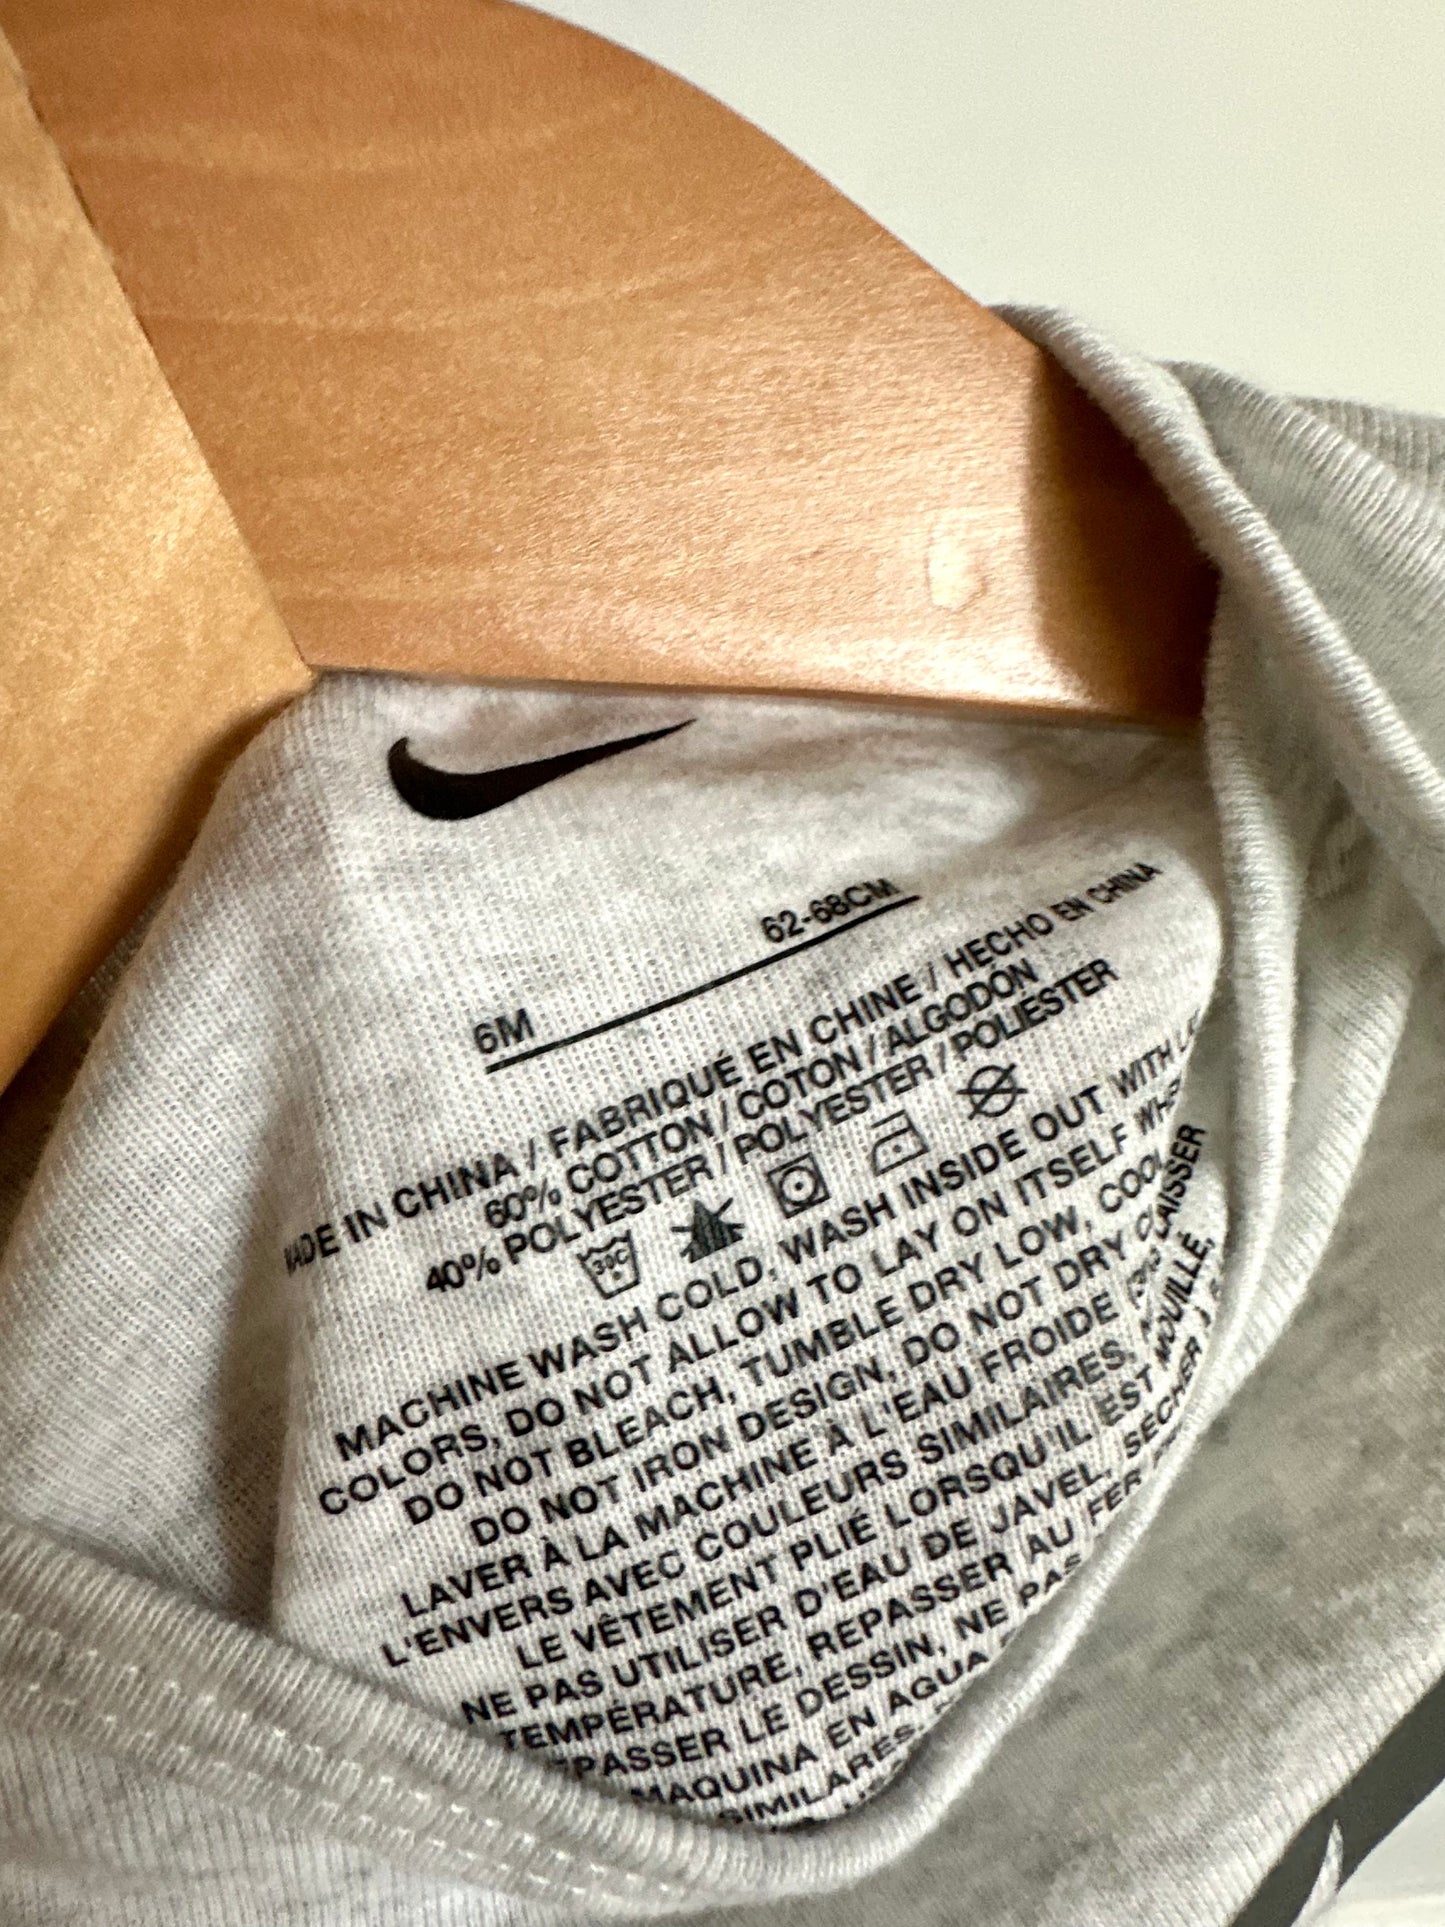 6M 62-68CM
MADE IN CHINA / FABRIQUÉ EN CHINE / HECHO EN CHINA
60% COTTON / COTON / ALGODÓN
40% POLYESTER / POLYESTER / POLIESTER
30C
MACHINE WASH COLD, WASH INSIDE OUT WITH
COLORS, DO NOT ALLOW TO LAY ON ITSELF
DO NOT BLEACH, TUMBLE DRY LOW,
DO NOT IRON DESIGN, DO NOT DRY
LAVER À LA MACHINE À L'EAU FROIDE
L'ENVERS AVEC COULEURS SIMILAIRES, LAISSER
LE VÊTEMENT PLIÉ LORSQU'IL EST MOUILLÉ,
NE PAS UTILISER D'EAU DE JAVEL, SÉCHER
TEMPÉRATURE, REPASSER AU FER
LE DESSIN, NE PAS
EN AGUA